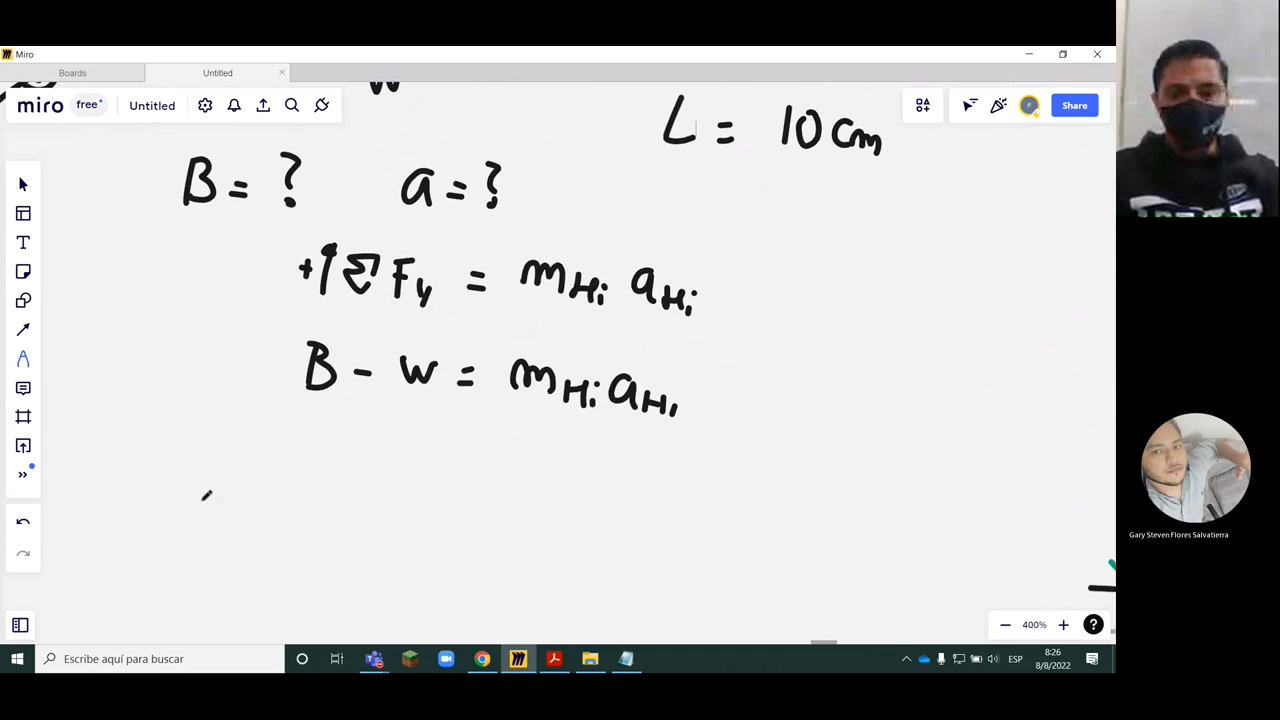 Miro
Boards
Untitled
miro free Untitled
Share
w
L = 10 cm
B = ? a = ?
+↑ Σ Fy = mHi aHi
B - w = mHi aHi
Gary Steven Flores Salvatierra
400%
Escribe aquí para buscar
ESP
8:26
8/8/2022